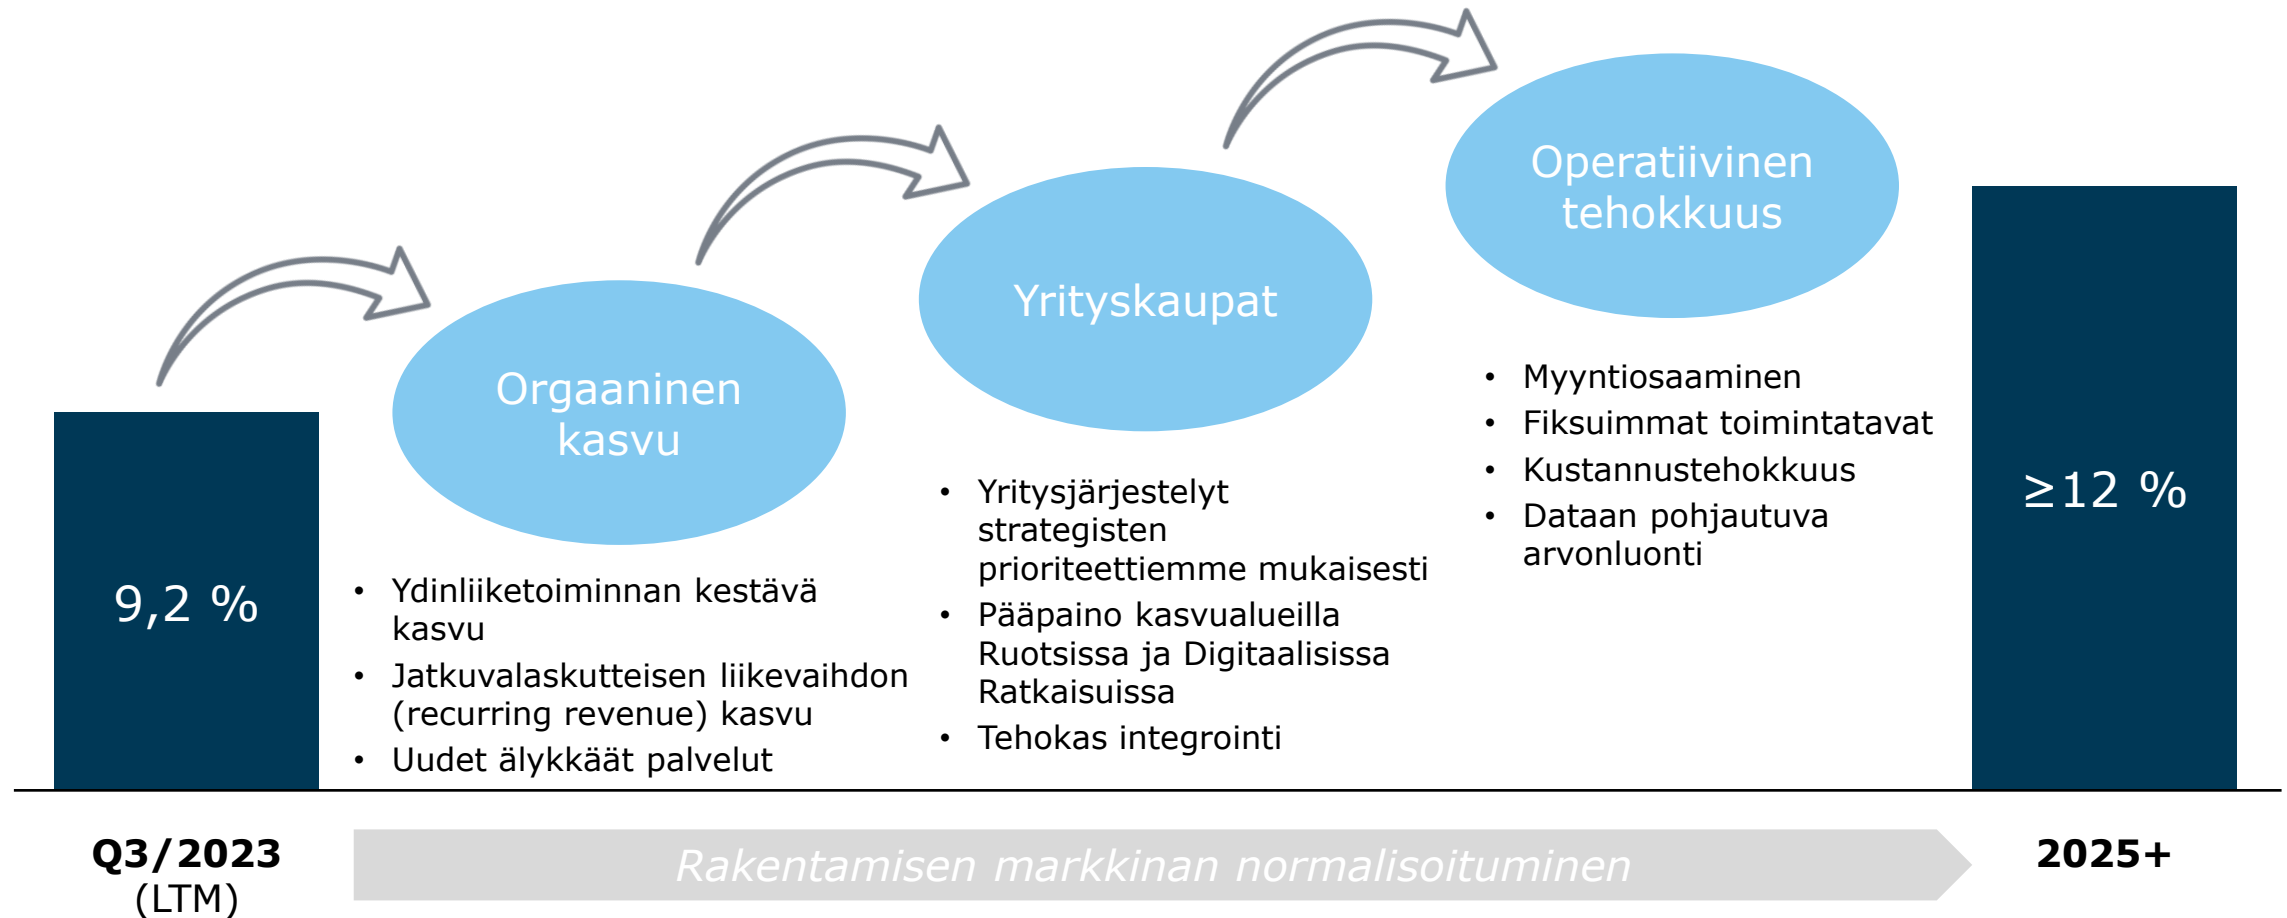 9,2 %
Q3/2023
(LTM)
Orgaaninen
kasvu
• Ydinliiketoiminnan kestävä
kasvu
• Jatkuvalaskutteisen liikevaihdon
(recurring revenue) kasvu
• Uudet älykkäät palvelut
Yrityskaupat
• Yritysjärjestelyt
strategisten
prioriteettiemme mukaisesti
• Pääpaino kasvualueilla
Ruotsissa ja Digitaalisissa
Ratkaisuissa
• Tehokas integrointi
Operatiivinen
tehokkuus
• Myyntiosaaminen
• Fiksuimmat toimintatavat
• Kustannustehokkuus
• Dataan pohjautuva
arvonluonti
≥12 %
2025+
Rakentamisen markkinan normalisoituminen